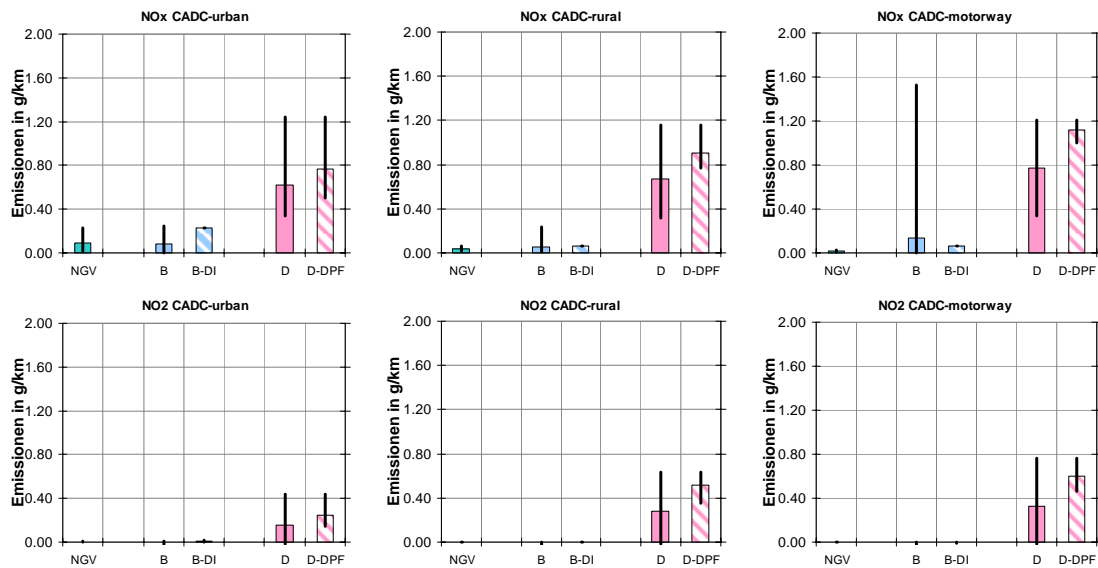 NOx CADC-urban
Emissionen in g/km
2.00
1.60
1.20
0.80
0.40
0.00
NGV B B-DI D D-DPF
NOx CADC-rural
Emissionen in g/km
2.00
1.60
1.20
0.80
0.40
0.00
NGV B B-DI D D-DPF
NOx CADC-motorway
Emissionen in g/km
2.00
1.60
1.20
0.80
0.40
0.00
NGV B B-DI D D-DPF
NO2 CADC-urban
Emissionen in g/km
2.00
1.60
1.20
0.80
0.40
0.00
NGV B B-DI D D-DPF
NO2 CADC-rural
Emissionen in g/km
2.00
1.60
1.20
0.80
0.40
0.00
NGV B B-DI D D-DPF
NO2 CADC-motorway
Emissionen in g/km
2.00
1.60
1.20
0.80
0.40
0.00
NGV B B-DI D D-DPF